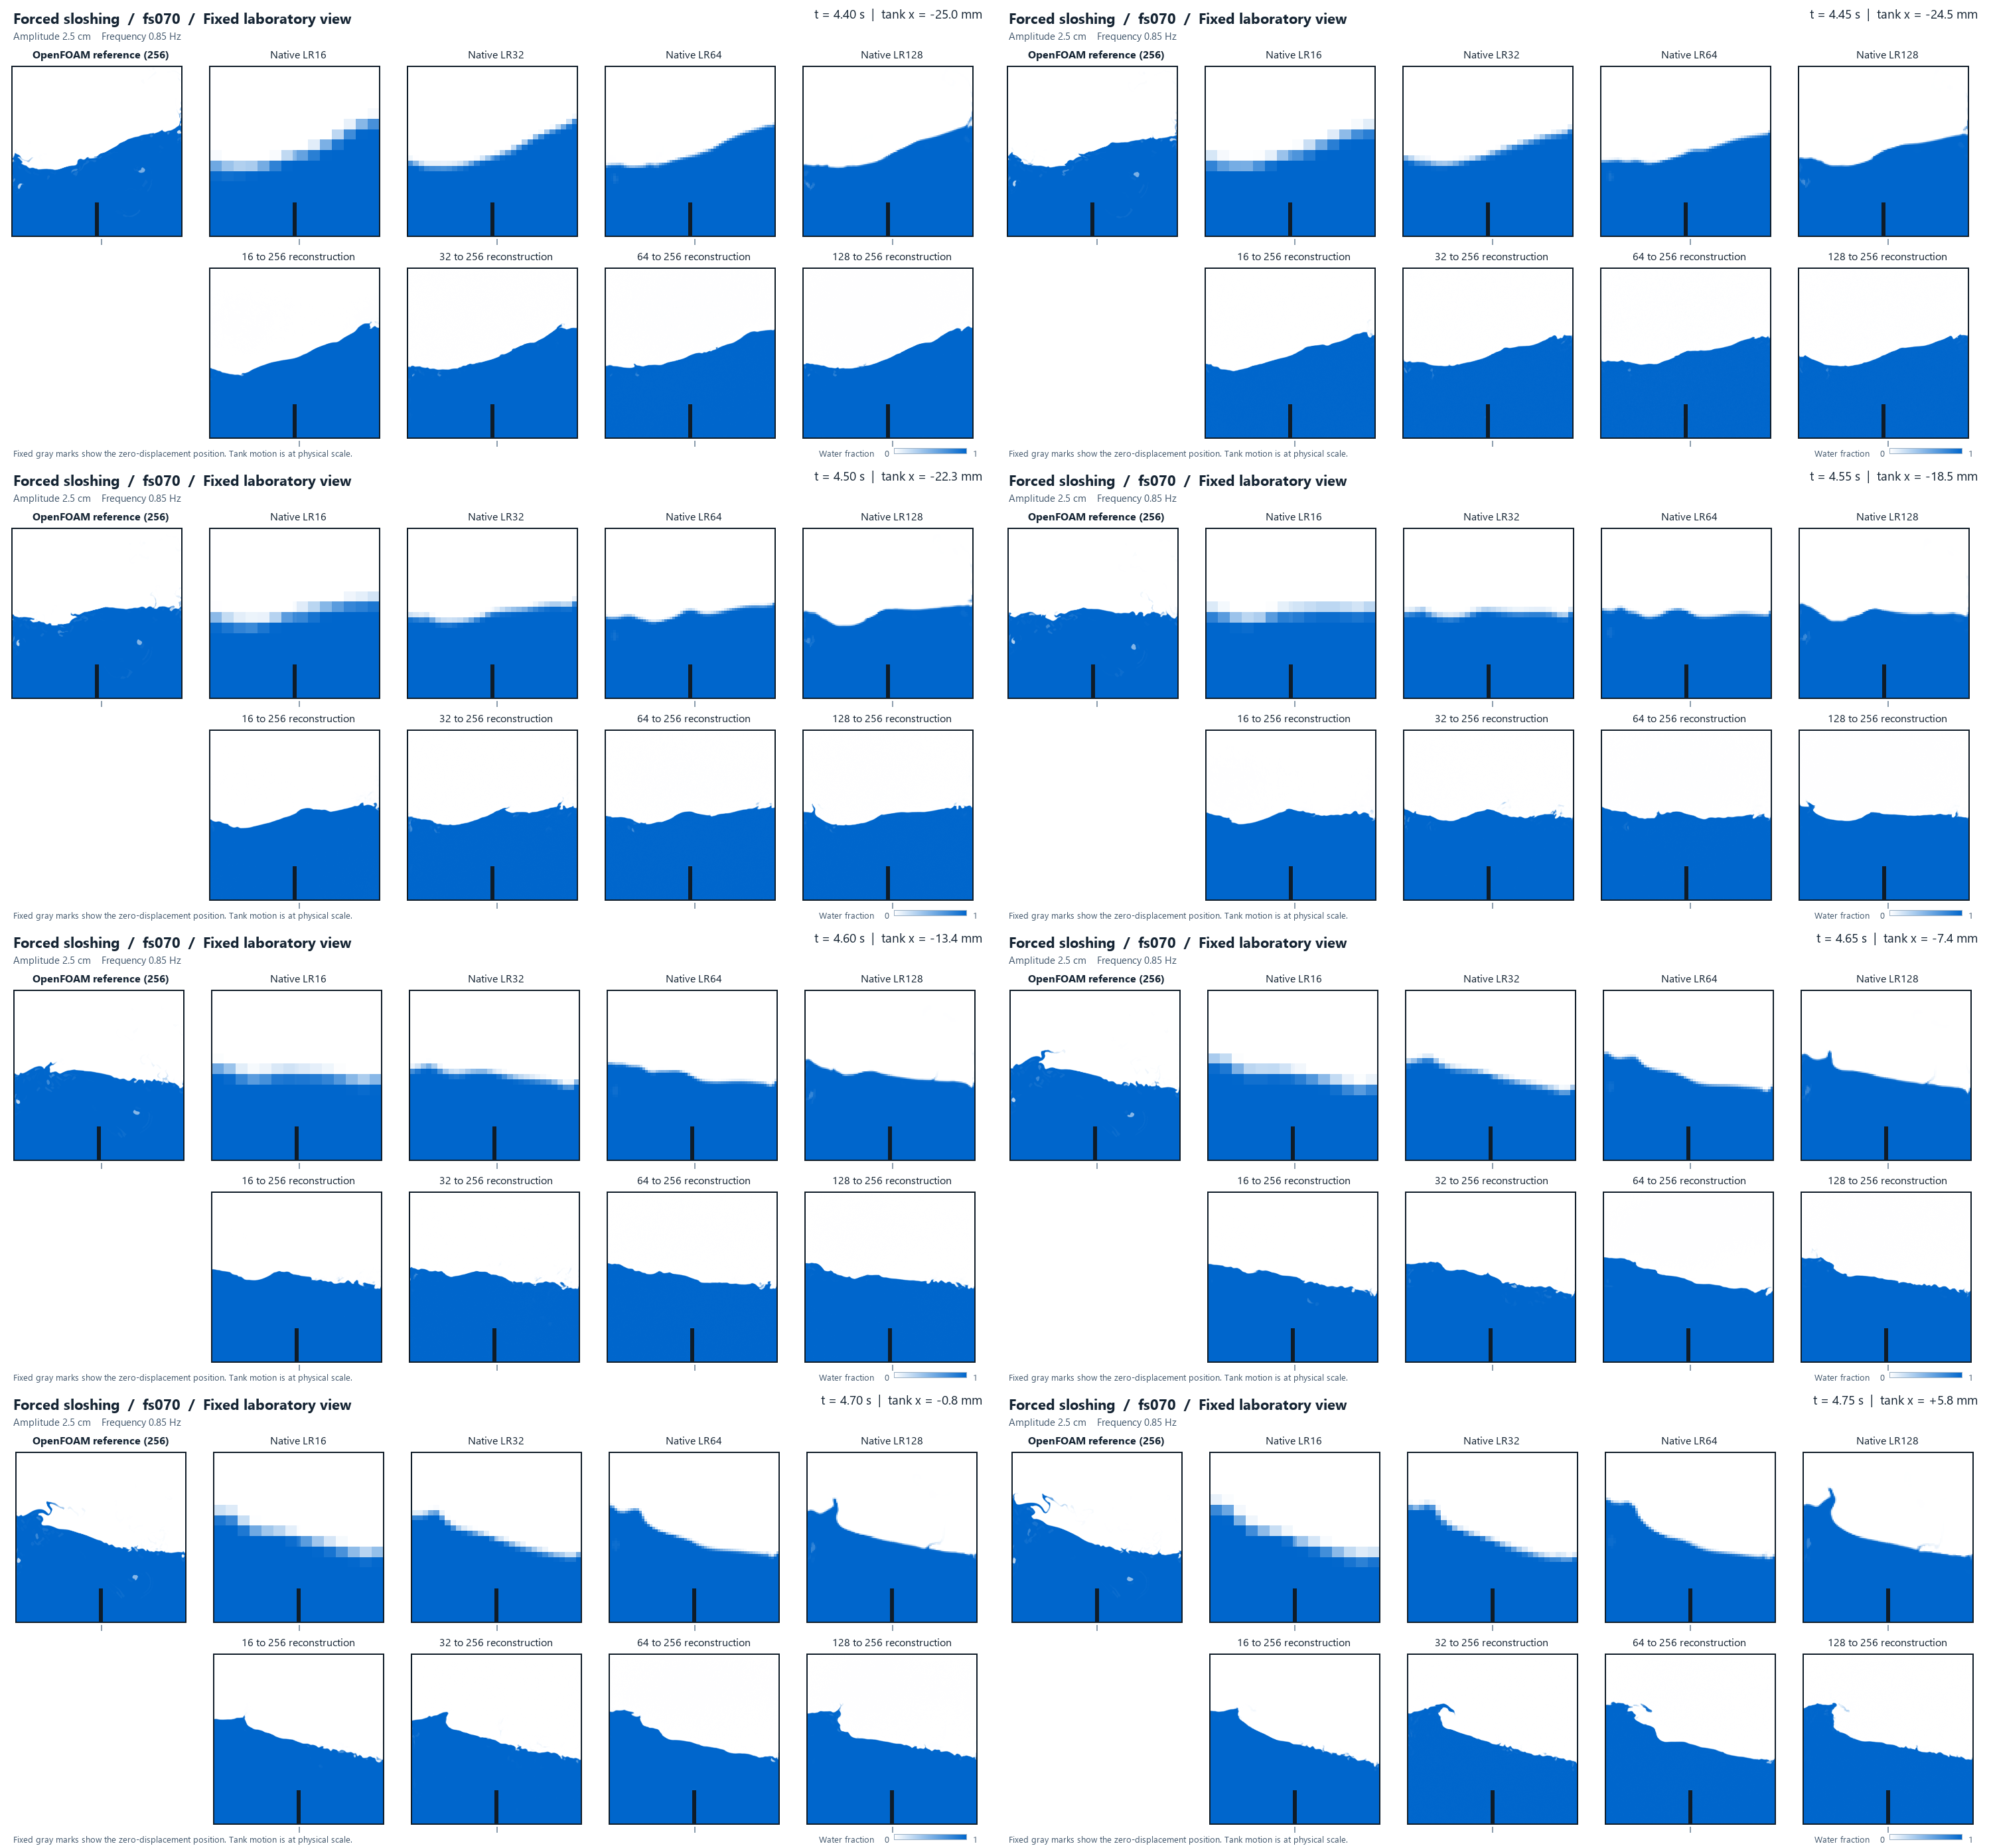 Forced sloshing / fs070 / Fixed laboratory view
t = 4.40 s | tank x = -25.0 mm
Amplitude 2.5 cm Frequency 0.85 Hz
OpenFOAM reference (256) Native LR16 Native LR32 Native LR64 Native LR128
16 to 256 reconstruction 32 to 256 reconstruction 64 to 256 reconstruction 128 to 256 reconstruction
Fixed gray marks show the zero-displacement position. Tank motion is at physical scale.
Water fraction 0 1
Forced sloshing / fs070 / Fixed laboratory view
t = 4.45 s | tank x = -24.5 mm
Amplitude 2.5 cm Frequency 0.85 Hz
OpenFOAM reference (256) Native LR16 Native LR32 Native LR64 Native LR128
16 to 256 reconstruction 32 to 256 reconstruction 64 to 256 reconstruction 128 to 256 reconstruction
Fixed gray marks show the zero-displacement position. Tank motion is at physical scale.
Water fraction 0 1
Forced sloshing / fs070 / Fixed laboratory view
t = 4.50 s | tank x = -22.3 mm
Amplitude 2.5 cm Frequency 0.85 Hz
OpenFOAM reference (256) Native LR16 Native LR32 Native LR64 Native LR128
16 to 256 reconstruction 32 to 256 reconstruction 64 to 256 reconstruction 128 to 256 reconstruction
Fixed gray marks show the zero-displacement position. Tank motion is at physical scale.
Water fraction 0 1
Forced sloshing / fs070 / Fixed laboratory view
t = 4.55 s | tank x = -18.5 mm
Amplitude 2.5 cm Frequency 0.85 Hz
OpenFOAM reference (256) Native LR16 Native LR32 Native LR64 Native LR128
16 to 256 reconstruction 32 to 256 reconstruction 64 to 256 reconstruction 128 to 256 reconstruction
Fixed gray marks show the zero-displacement position. Tank motion is at physical scale.
Water fraction 0 1
Forced sloshing / fs070 / Fixed laboratory view
t = 4.60 s | tank x = -13.4 mm
Amplitude 2.5 cm Frequency 0.85 Hz
OpenFOAM reference (256) Native LR16 Native LR32 Native LR64 Native LR128
16 to 256 reconstruction 32 to 256 reconstruction 64 to 256 reconstruction 128 to 256 reconstruction
Fixed gray marks show the zero-displacement position. Tank motion is at physical scale.
Water fraction 0 1
Forced sloshing / fs070 / Fixed laboratory view
t = 4.65 s | tank x = -7.4 mm
Amplitude 2.5 cm Frequency 0.85 Hz
OpenFOAM reference (256) Native LR16 Native LR32 Native LR64 Native LR128
16 to 256 reconstruction 32 to 256 reconstruction 64 to 256 reconstruction 128 to 256 reconstruction
Fixed gray marks show the zero-displacement position. Tank motion is at physical scale.
Water fraction 0 1
Forced sloshing / fs070 / Fixed laboratory view
t = 4.70 s | tank x = -0.8 mm
Amplitude 2.5 cm Frequency 0.85 Hz
OpenFOAM reference (256) Native LR16 Native LR32 Native LR64 Native LR128
16 to 256 reconstruction 32 to 256 reconstruction 64 to 256 reconstruction 128 to 256 reconstruction
Fixed gray marks show the zero-displacement position. Tank motion is at physical scale.
Water fraction 0 1
Forced sloshing / fs070 / Fixed laboratory view
t = 4.75 s | tank x = +5.8 mm
Amplitude 2.5 cm Frequency 0.85 Hz
OpenFOAM reference (256) Native LR16 Native LR32 Native LR64 Native LR128
16 to 256 reconstruction 32 to 256 reconstruction 64 to 256 reconstruction 128 to 256 reconstruction
Fixed gray marks show the zero-displacement position. Tank motion is at physical scale.
Water fraction 0 1